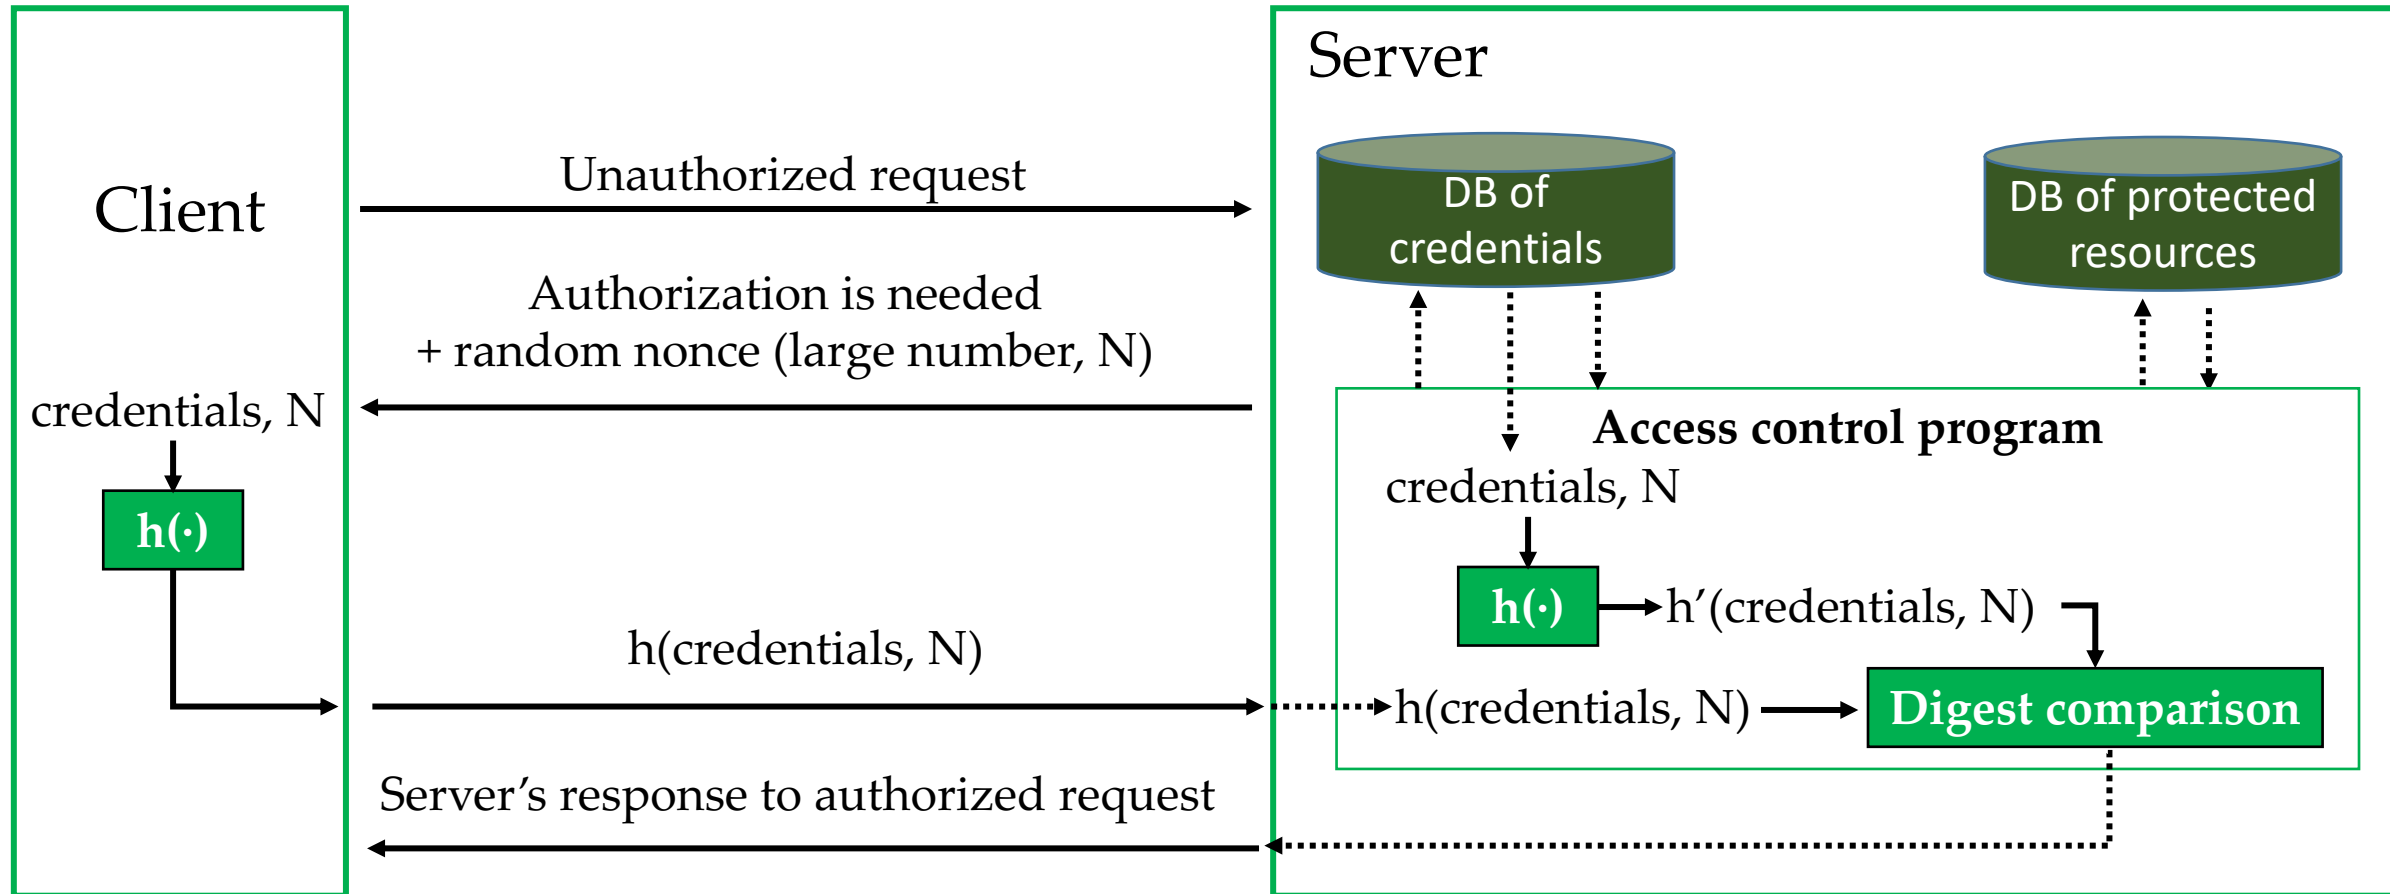 Client
credentials, N
h(·)
Unauthorized request
Authorization is needed
+ random nonce (large number, N)
h(credentials, N)
Server’s response to authorized request
Server
DB of
credentials
DB of protected
resources
Access control program
credentials, N
h(·)
h’(credentials, N)
h(credentials, N)
Digest comparison